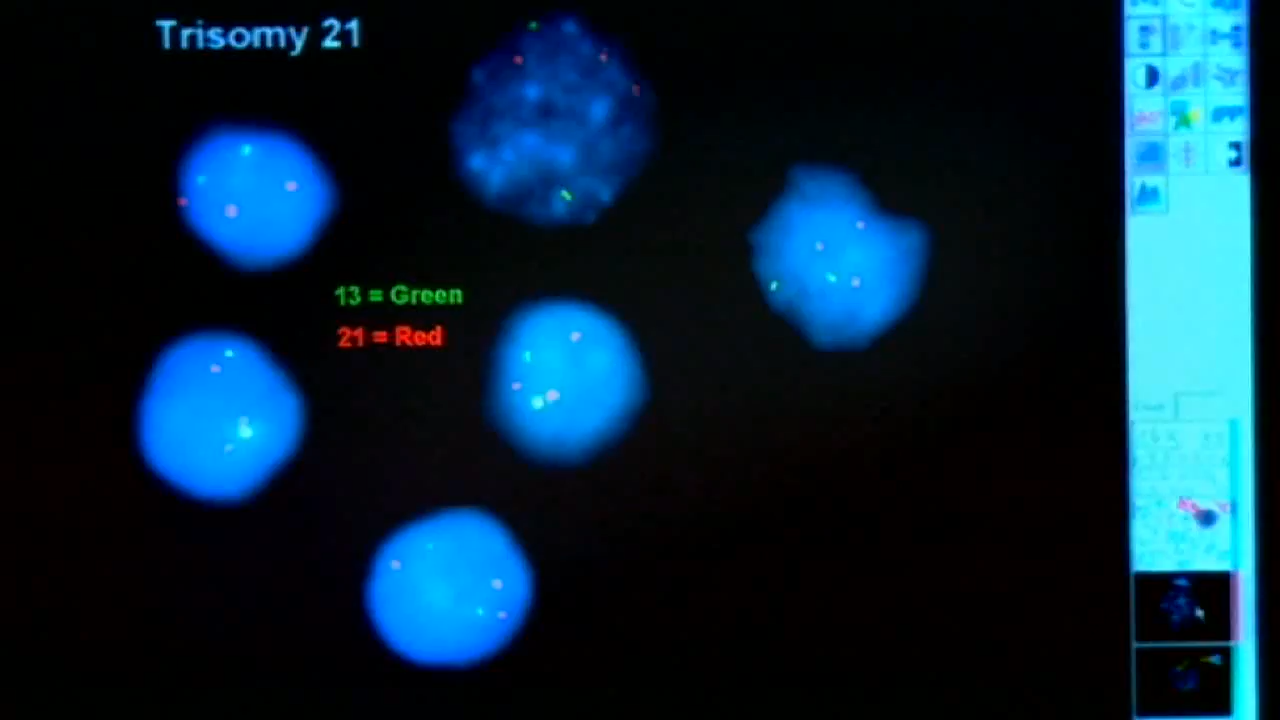 Trisomy 21
13 = Green
21 = Red